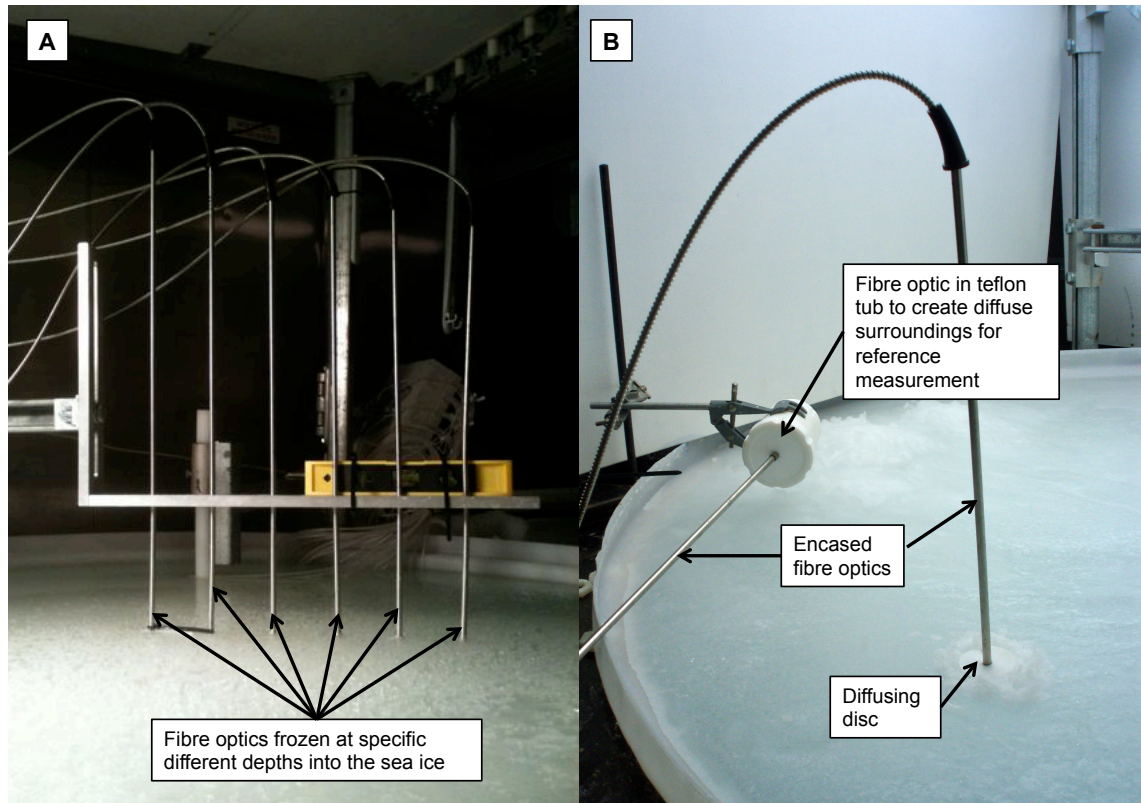 A
Fibre optics frozen at specific
different depths into the sea ice
B
Fibre optic in teflon
tub to create diffuse
surroundings for
reference
measurement
Encased
fibre optics
Diffusing
disc